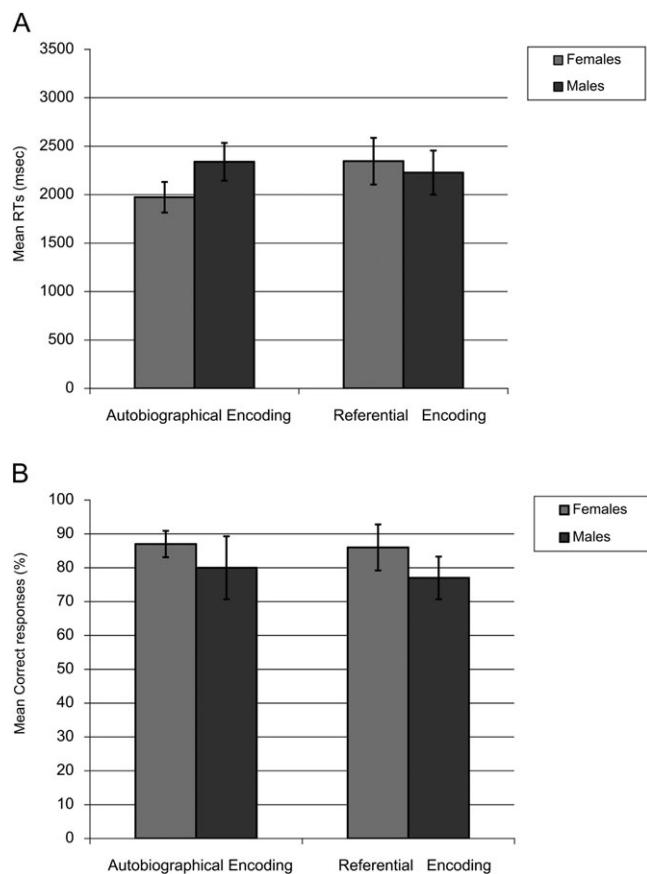 A
3500
Females
Males
3000
2500
2000
1500
1000
500
0
Mean RTs (msec)
Autobiographical Encoding
Referential Encoding
B
100
Females
Males
90
80
70
60
50
40
30
20
10
0
Mean Correct responses (%)
Autobiographical Encoding
Referential Encoding